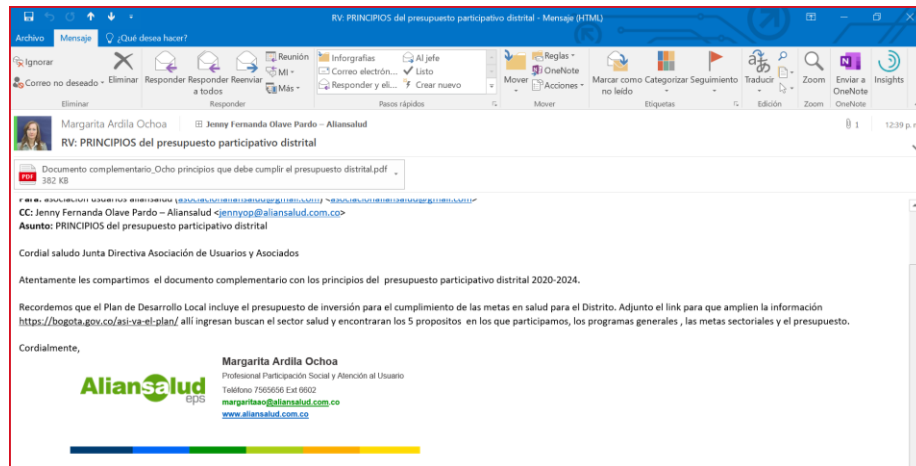 RV: PRINCIPIOS del presupuesto participativo distrital - Mensaje (HTML)
Archivo Mensaje ¿Qué desea hacer?
Ignorar
Correo no deseado
Eliminar
Responder
Responder a todos
Reenviar
Reunión
MI
Más
Inforgrafias
Correo electrón...
Responder y eli...
Al jefe
Listo
Crear nuevo
Mover
Reglas
OneNote
Acciones
Marcar como no leído
Categorizar
Seguimiento
Traducir
Zoom
Enviar a OneNote
Insights
Eliminar Responder Pasos rápidos Mover Etiquetas Edición Zoom OneNote
Margarita Ardila Ochoa Jenny Fernanda Olave Pardo – Aliansalud 1 12:39 p. m
RV: PRINCIPIOS del presupuesto participativo distrital
PDF
Documento complementario_Ocho principios que debe cumplir el presupuesto distrital.pdf
382 KB
CC: Jenny Fernanda Olave Pardo – Aliansalud <jennyop@aliansalud.com.co>
Asunto: PRINCIPIOS del presupuesto participativo distrital
Cordial saludo Junta Directiva Asociación de Usuarios y Asociados
Atentamente les compartimos el documento complementario con los principios del presupuesto participativo distrital 2020-2024.
Recordemos que el Plan de Desarrollo Local incluye el presupuesto de inversión para el cumplimiento de las metas en salud para el Distrito. Adjunto el link para que amplien la información
https://bogota.gov.co/asi-va-el-plan/ allí ingresan buscan el sector salud y encontraran los 5 propositos en los que participamos, los programas generales , las metas sectoriales y el presupuesto.
Cordialmente,
Aliansalud
eps
Margarita Ardila Ochoa
Profesional Participación Social y Atención al Usuario
Teléfono 7565656 Ext 6602
margaritaao@aliansalud.com.co
www.aliansalud.com.co